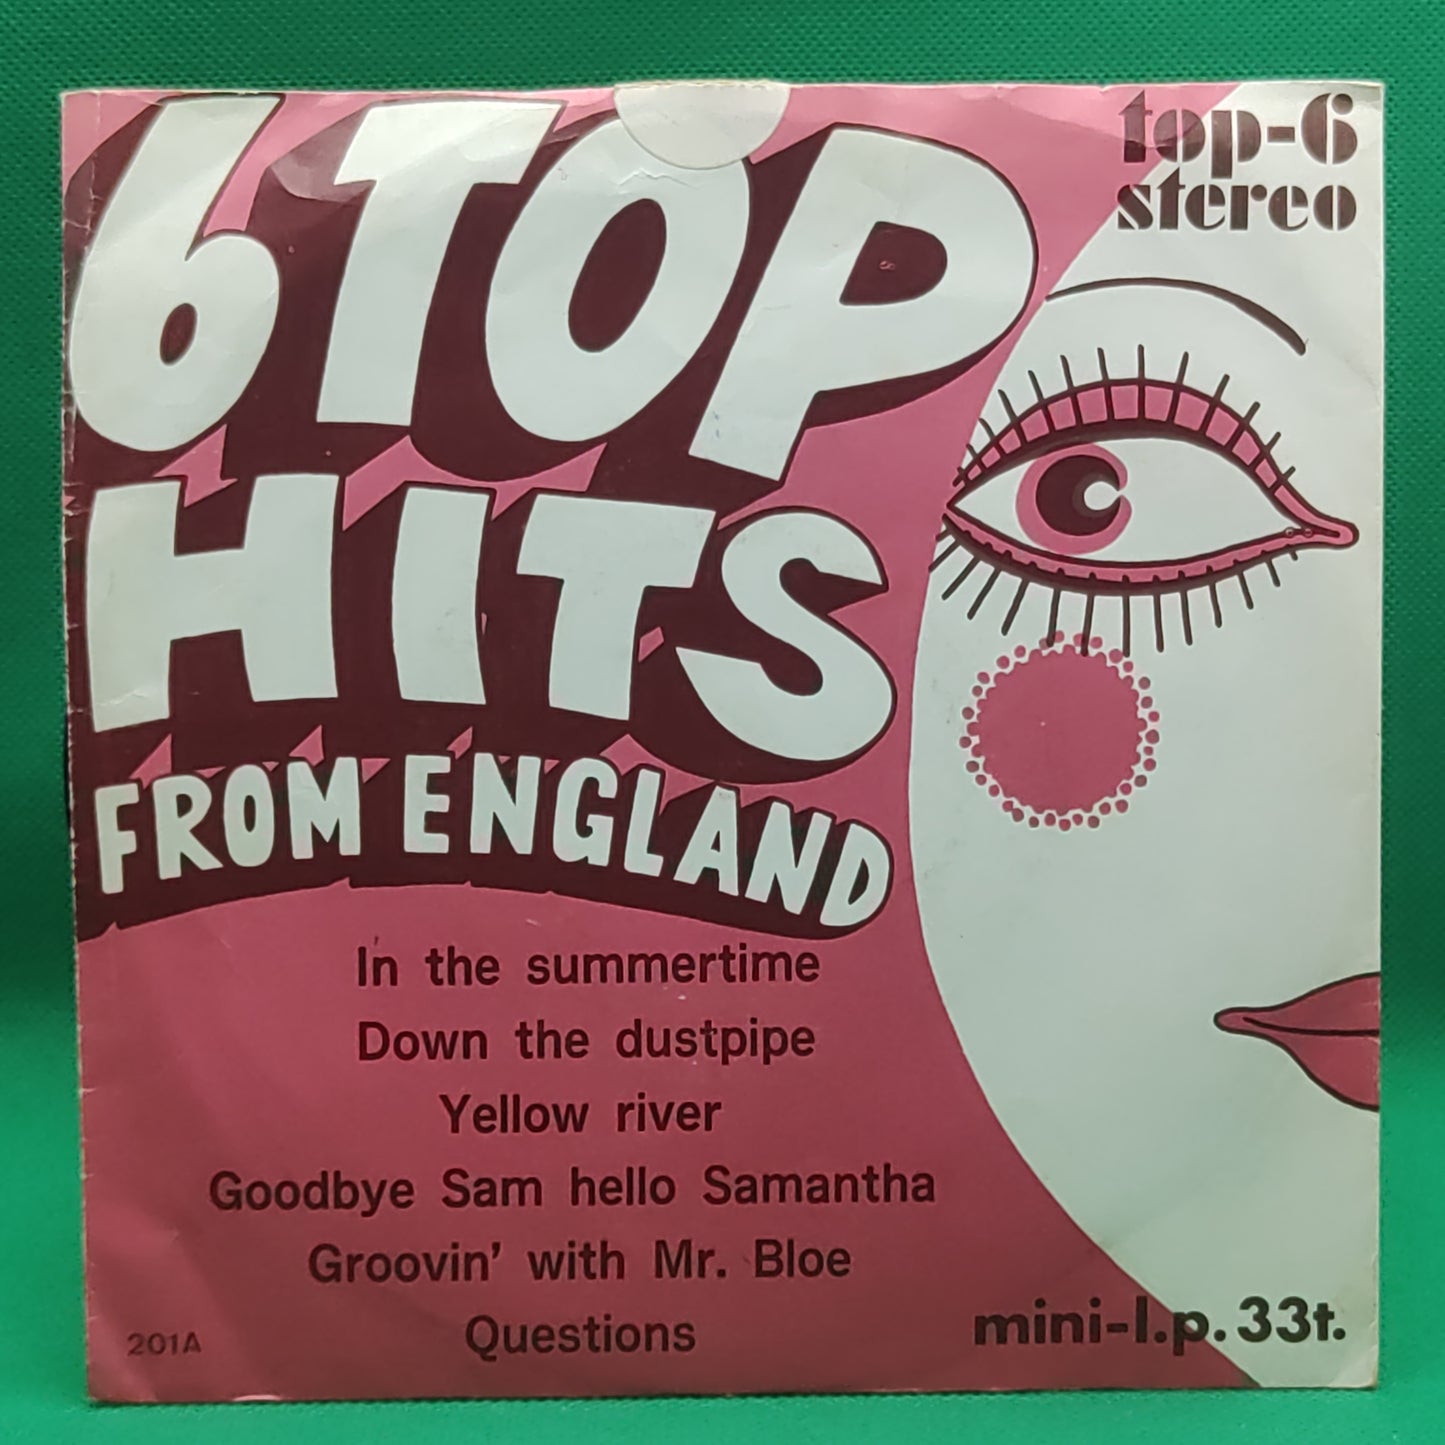 6 TOP
HITS
FROM ENGLAND
top-6
stereo
In the summertime
Down the dustpipe
Yellow river
Goodbye Sam hello Samantha
Groovin' with Mr. Bloe
Questions
201A
mini-l.p. 33t.